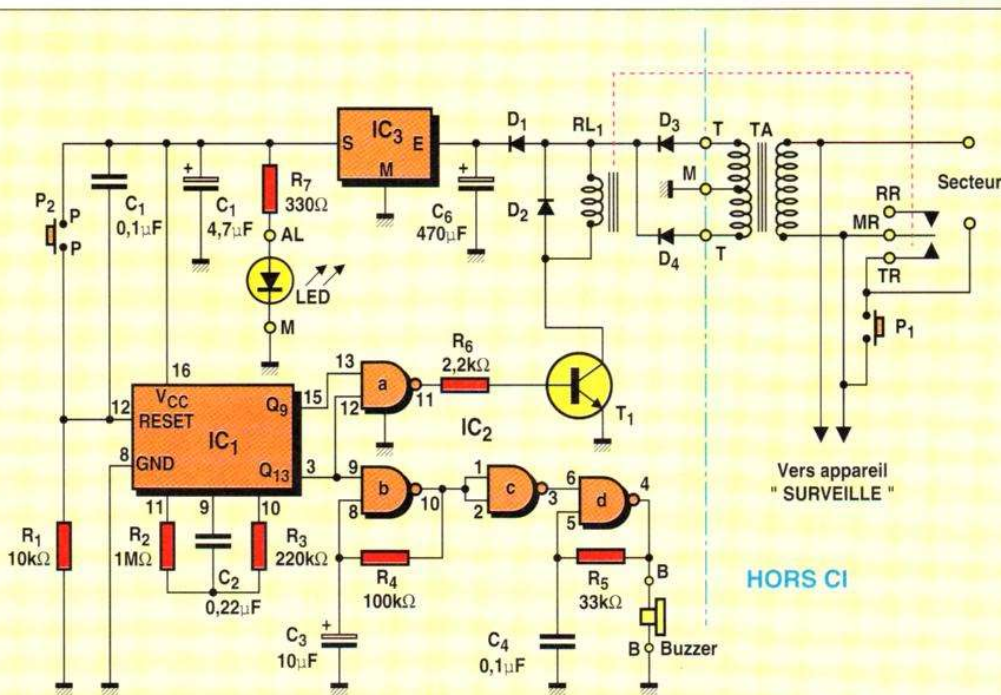 D1
RL1
D3
T
TA
IC3
S
E
M
P2
P
P
C1
0,1µF
+
C1
4,7µF
R7
330Ω
AL
LED
M
+
C6
470µF
D2
M
D4
T
Secteur
RR
MR
TR
P1
16
VCC
12
RESET
Q9
15
IC1
8
GND
Q13
3
11
9
10
13
12
a
11
R6
2,2kΩ
T1
IC2
9
8
b
10
1
2
c
3
6
5
d
4
Vers appareil
" SURVEILLE "
R1
10kΩ
R2
1MΩ
C2
0,22µF
R3
220kΩ
R4
100kΩ
R5
33kΩ
+
C3
10µF
C4
0,1µF
B
B
Buzzer
HORS CI